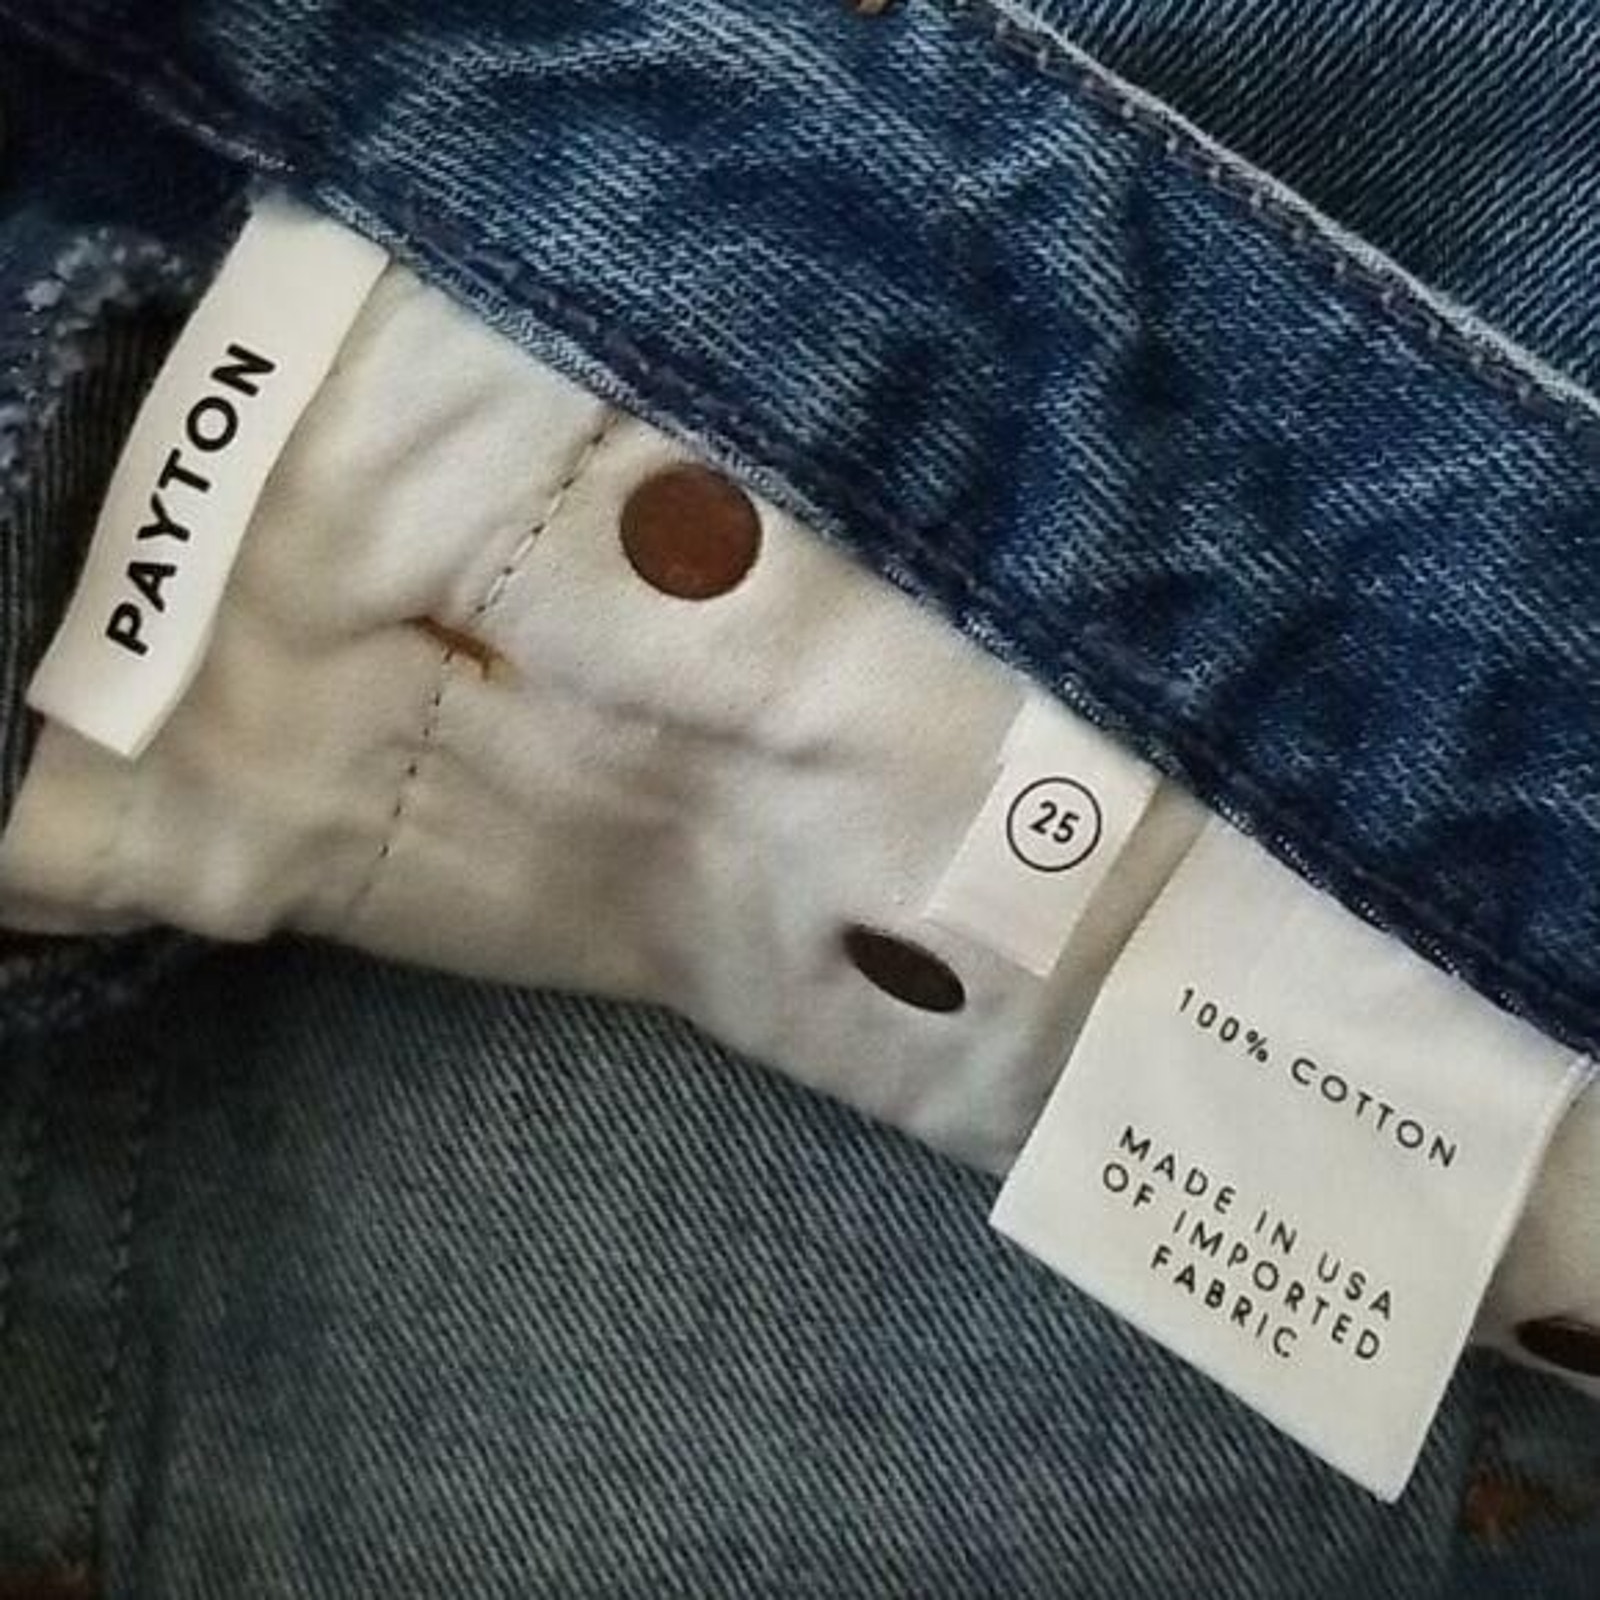 PAYTON
25
100% COTTON
MADE IN USA
OF IMPORTED
FABRIC